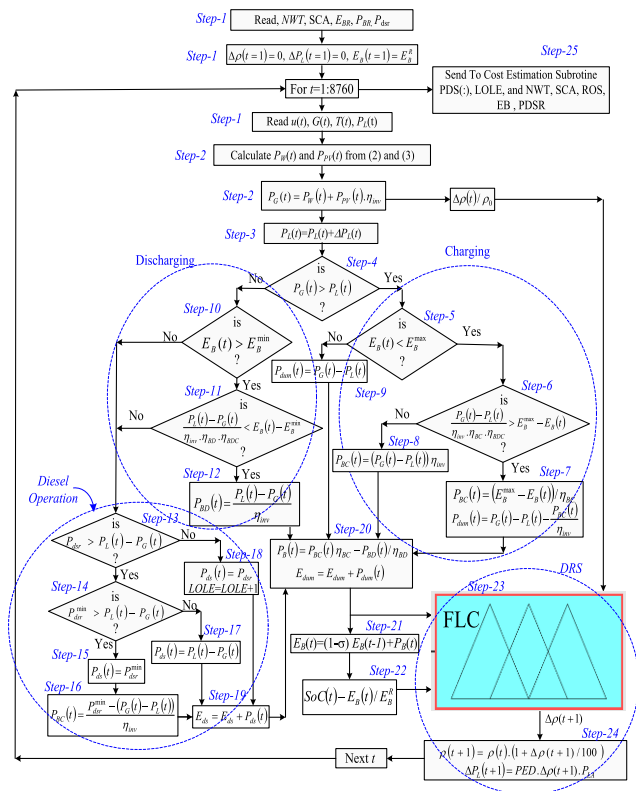 Step-1
Read, NWT, SCA, E_BR, P_BR, P_dsr
Step-1
Δρ(t=1)=0, ΔP_L(t=1)=0, E_B(t=1)=E_B^R
Step-25
For t=1:8760
Send To Cost Estimation Subrotine
PDS(:), LOLE, and NWT, SCA, ROS,
EB , PDSR
Step-1
Read u(t), G(t), T(t), P_L(t)
Step-2
Calculate P_W(t) and P_PV(t) from (2) and (3)
Step-2
P_G(t) = P_W(t) + P_PV(t).η_inv
Δρ(t)/ρ_0
Step-3
P_L(t)=P_L(t)+ΔP_L(t)
Discharging
Charging
Step-4
is
P_G(t) > P_L(t)
?
No
Yes
Step-10
is
E_B(t) > E_B^min
?
No
Yes
Step-5
is
E_B(t) < E_B^max
?
No
Yes
P_dum(t) = P_G(t) − P_L(t)
Step-9
Step-11
is
P_L(t) − P_G(t) / η_inv . η_BD . η_BDC < E_B(t) − E_B^min
?
No
Yes
Step-6
is
P_G(t) − P_L(t) / η_inv . η_BC . η_BDC > E_B^max − E_B(t)
?
No
Yes
Step-8
P_BC(t) = (P_G(t) − P_L(t)) η_inv
Step-7
P_BC(t) = (E_B^max − E_B(t)) / η_BC
P_dum(t) = P_G(t) − P_L(t) − P_BC(t) / η_inv
Step-12
P_BD(t) = P_L(t) − P_G(t) / η_inv
Diesel
Operation
Step-13
is
P_dsr > P_L(t) − P_G(t)
?
No
Yes
Step-18
P_ds(t) = P_dsr
LOLE=LOLE+1
Step-20
P_B(t) = P_BC(t) η_BC − P_BD(t) / η_BD
E_dum = E_dum + P_dum(t)
DRS
Step-14
is
P_dsr^min > P_L(t) − P_G(t)
?
No
Yes
Step-23
FLC
Step-21
E_B(t)=(1-σ) E_B(t-1)+P_B(t)
Step-17
P_ds(t) = P_L(t) − P_G(t)
Step-15
P_ds(t) = P_dsr^min
Step-22
SoC(t) − E_B(t) / E_B^R
Step-16
P_BC(t) = P_dsr^min − (P_G(t) − P_L(t)) / η_inv
Step-19
E_ds = E_ds + P_ds(t)
Δρ(t+1)
Step-24
ρ(t+1) = ρ(t).(1 + Δρ(t+1)/100 )
ΔP_L(t+1) = PED.Δρ(t+1).P_L1
Next t